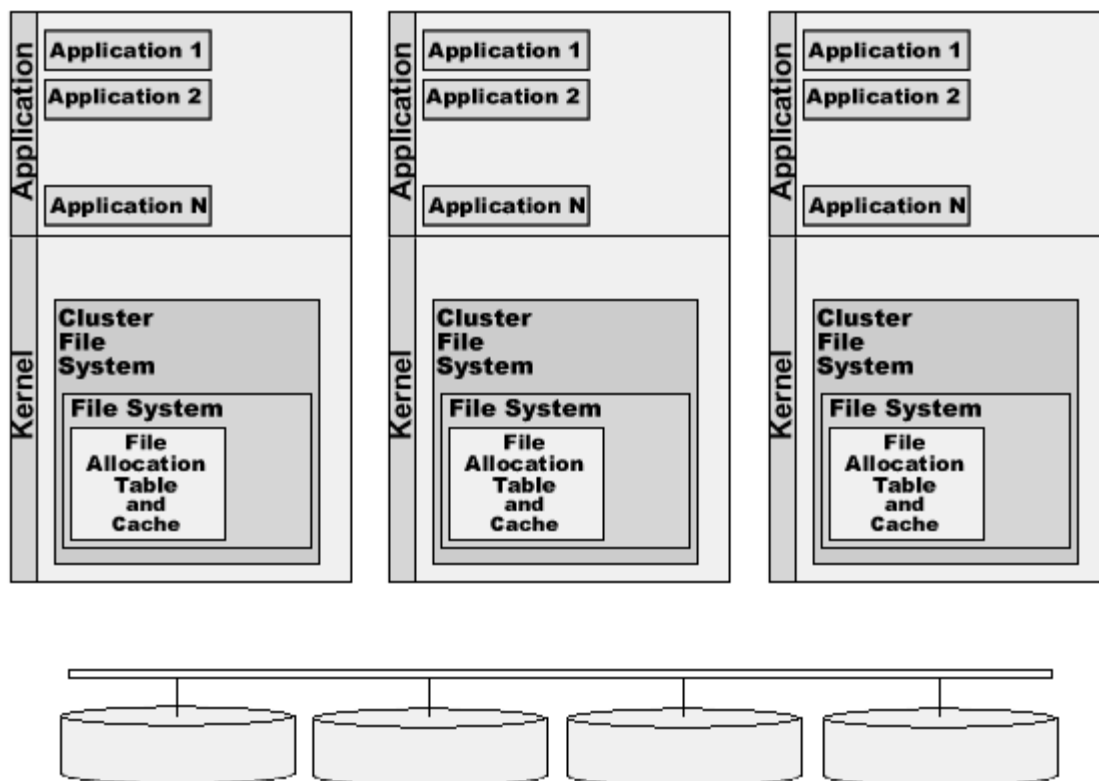 Application
Application 1
Application 2
Application N
Kernel
Cluster
File
System
File System
File
Allocation
Table
and
Cache
Application
Application 1
Application 2
Application N
Kernel
Cluster
File
System
File System
File
Allocation
Table
and
Cache
Application
Application 1
Application 2
Application N
Kernel
Cluster
File
System
File System
File
Allocation
Table
and
Cache